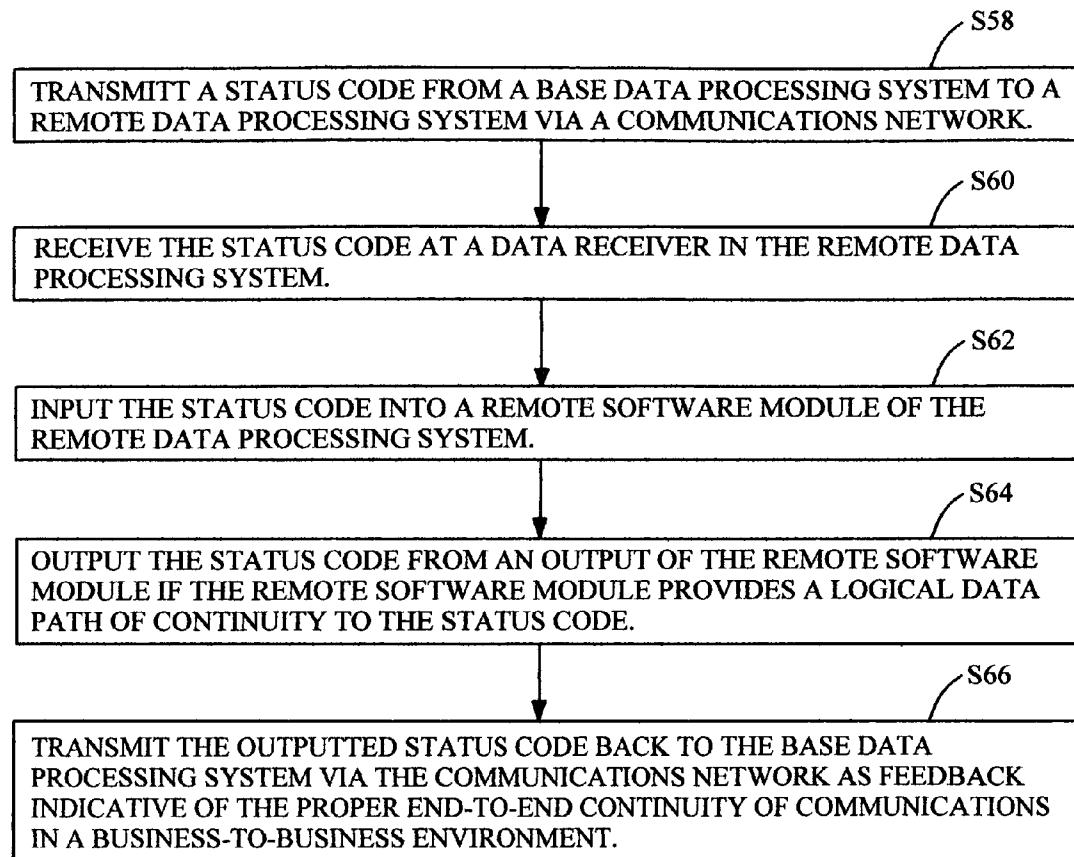 S58
TRANSMITT A STATUS CODE FROM A BASE DATA PROCESSING SYSTEM TO A
REMOTE DATA PROCESSING SYSTEM VIA A COMMUNICATIONS NETWORK.
S60
RECEIVE THE STATUS CODE AT A DATA RECEIVER IN THE REMOTE DATA
PROCESSING SYSTEM.
S62
INPUT THE STATUS CODE INTO A REMOTE SOFTWARE MODULE OF THE
REMOTE DATA PROCESSING SYSTEM.
S64
OUTPUT THE STATUS CODE FROM AN OUTPUT OF THE REMOTE SOFTWARE
MODULE IF THE REMOTE SOFTWARE MODULE PROVIDES A LOGICAL DATA
PATH OF CONTINUITY TO THE STATUS CODE.
S66
TRANSMIT THE OUTPUTTED STATUS CODE BACK TO THE BASE DATA
PROCESSING SYSTEM VIA THE COMMUNICATIONS NETWORK AS FEEDBACK
INDICATIVE OF THE PROPER END-TO-END CONTINUITY OF COMMUNICATIONS
IN A BUSINESS-TO-BUSINESS ENVIRONMENT.